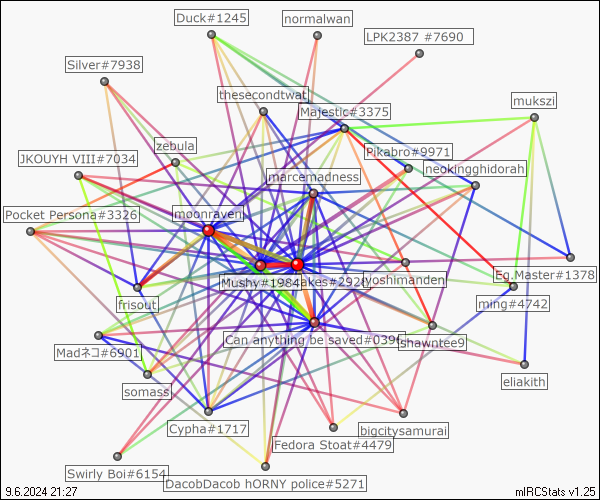 Duck#1245
normalwan
LPK2387 #7690
Silver#7938
thesecondtwat
Majestic#3375
mukszi
zebula
Pikabro#9971
JKOUYH VIII#7034
marcemadness
neokingghidorah
Pocket Persona#3326
moonraven
Mushy#1984
akes#292
yoshimanden
Eg.Master#1378
frisout
ming#4742
Can anything be saved#039
shawntee9
Madネコ#6901
eliakith
somass
Cypha#1717
bigcitysamurai
Fedora Stoat#4479
Swirly Boi#6154
DacobDacob hORNY police#5271
9.6.2024 21:27
mIRCStats v1.25